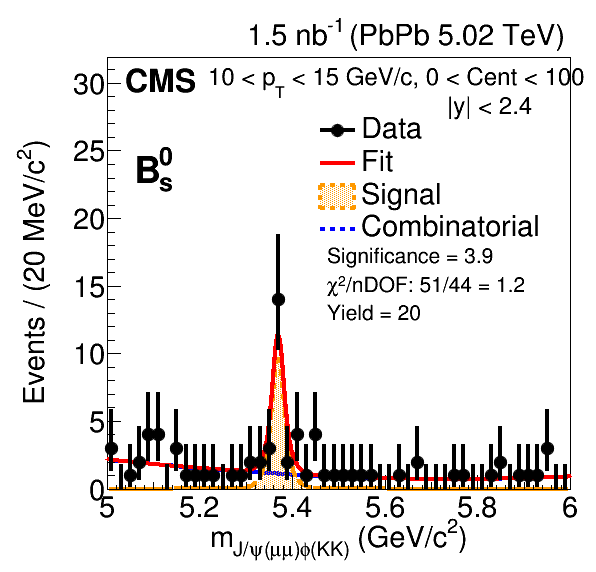 1.5 nb⁻¹ (PbPb 5.02 TeV)
CMS 10 < p_T < 15 GeV/c, 0 < Cent < 100
|y| < 2.4
B_s^0
Data
Fit
Signal
Combinatorial
Significance = 3.9
χ²/nDOF: 51/44 = 1.2
Yield = 20
Events / (20 MeV/c²)
30
25
20
15
10
5
0
5 5.2 5.4 5.6 5.8 6
m_J/ψ(μμ)ϕ(KK) (GeV/c²)